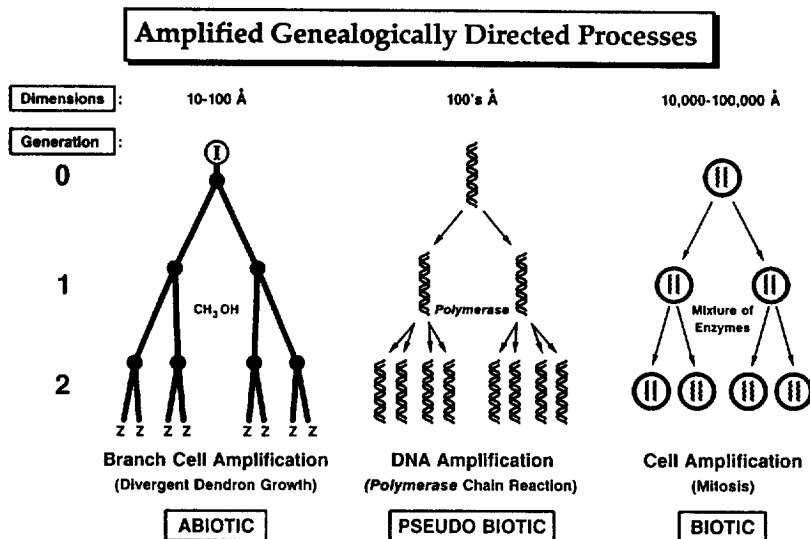 Amplified Genealogically Directed Processes
Dimensions : 10-100 Å 100's Å 10,000-100,000 Å
Generation :
I
0
1
CH3OH Polymerase Mixture of
Enzymes
2
Z Z Z Z Z Z Z Z
Branch Cell Amplification DNA Amplification Cell Amplification
(Divergent Dendron Growth) (Polymerase Chain Reaction) (Mitosis)
ABIOTIC PSEUDO BIOTIC BIOTIC